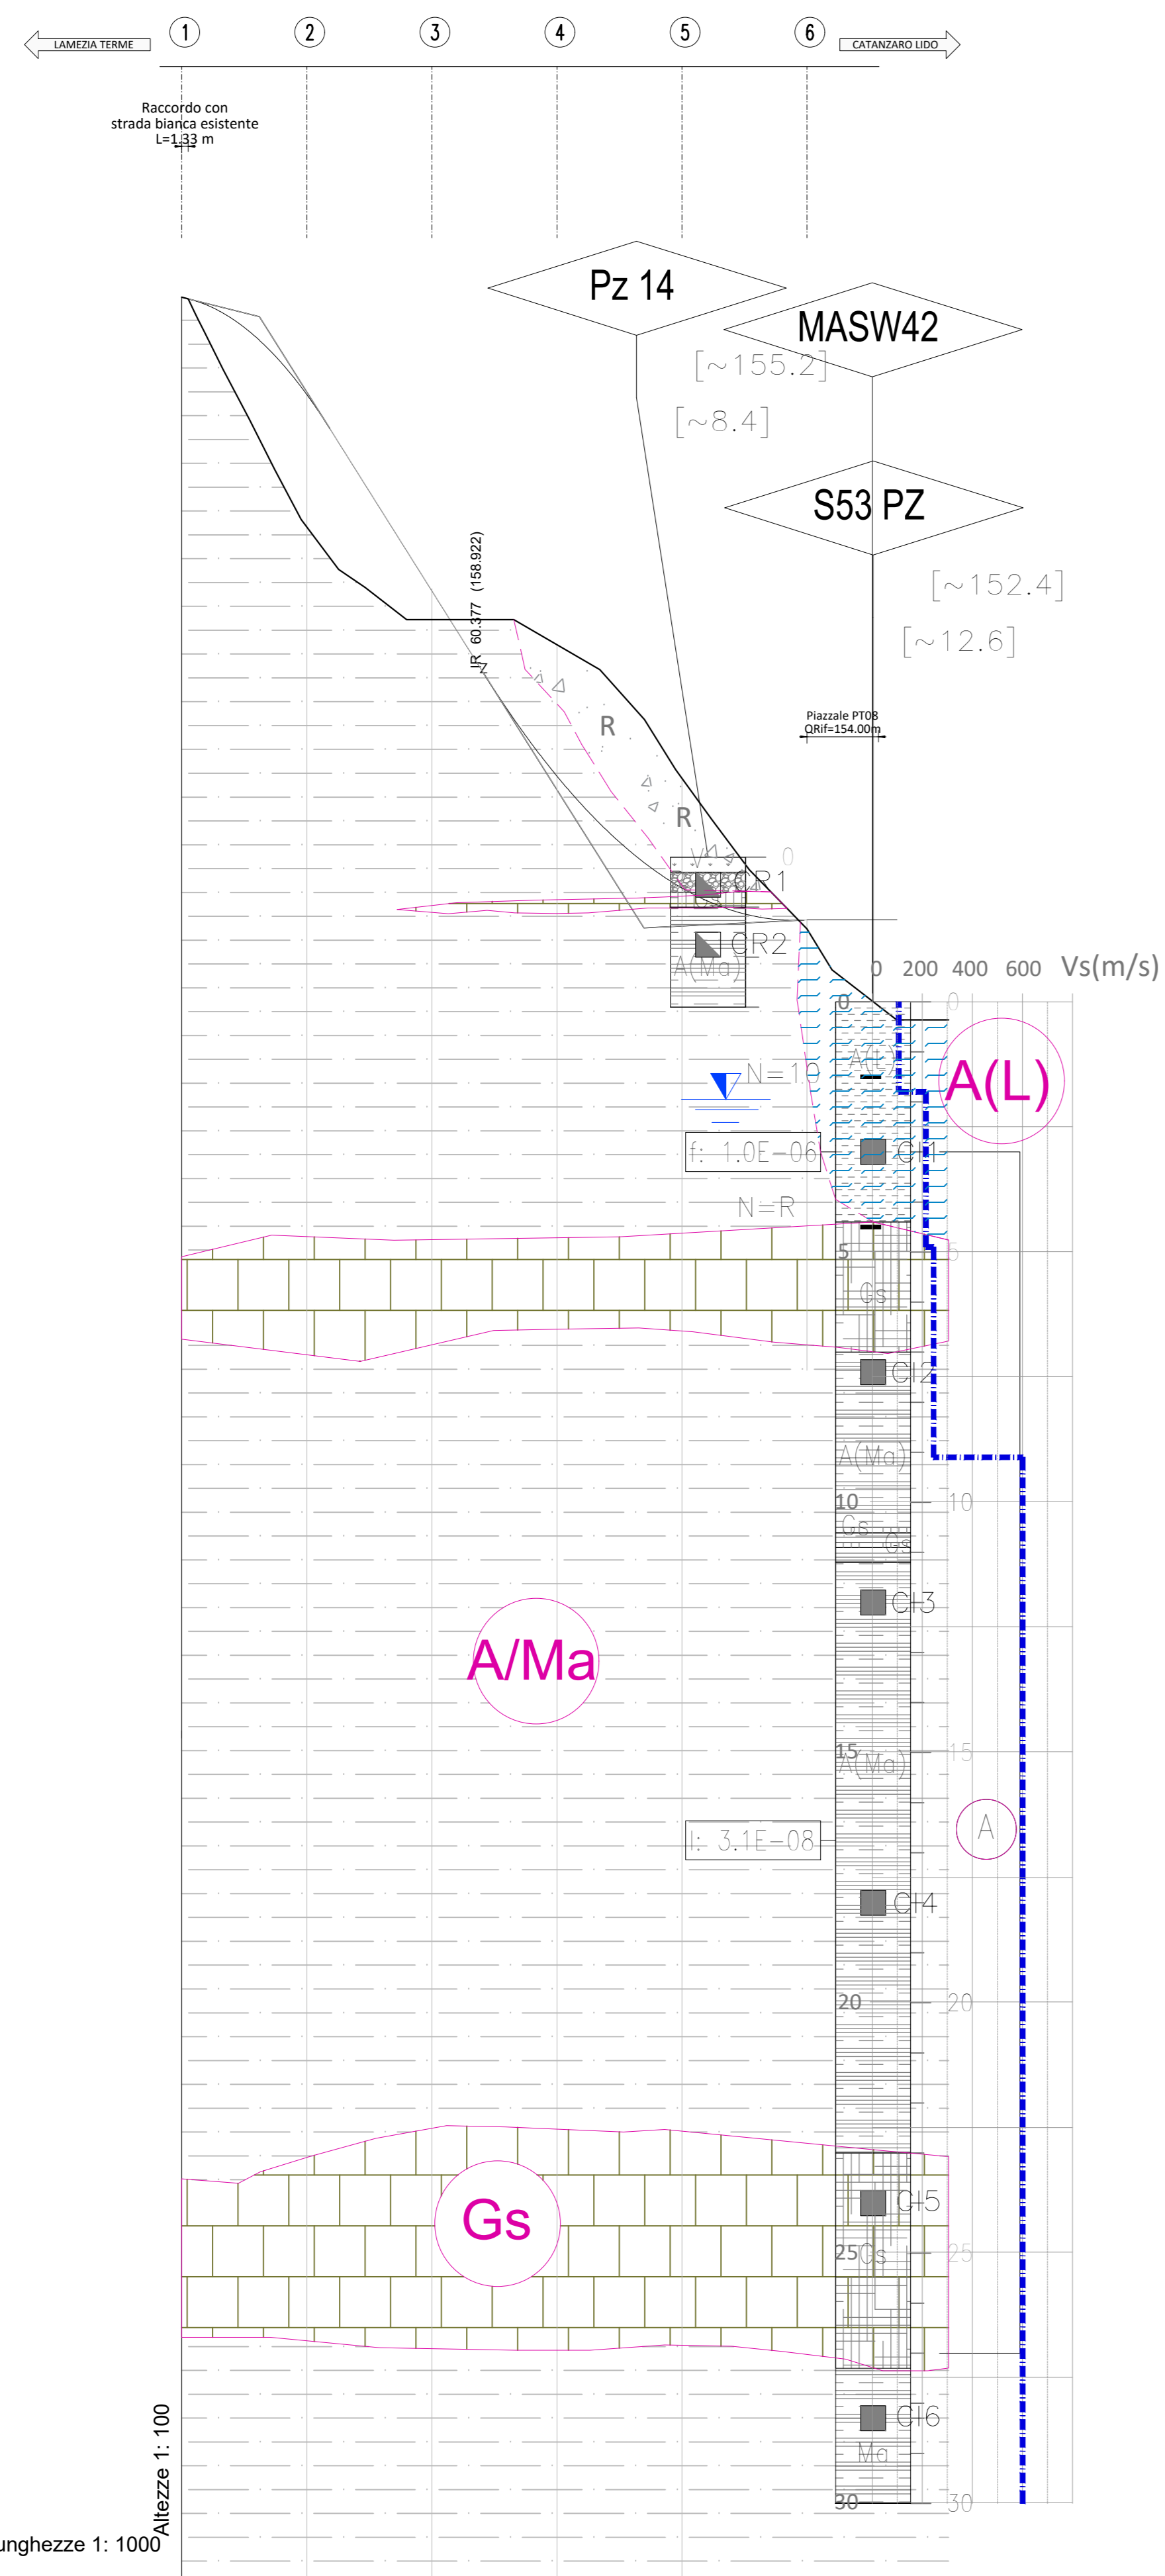 LAMEZIA TERME
1
2
3
4
5
6
CATANZARO LIDO
Raccordo con
strada bianca esistente
L=1.33 m
Pz 14
[~155.2]
[~8.4]
MASW42
S53 PZ
[~152.4]
[~12.6]
IR 60.377 (158.922)
Z
Piazzale PT08
QRif=154.00m
R
R
V
0
CR1
CR2
A(Ma)
0 200 400 600 Vs(m/s)
0
0
A(L)
A(L)
N=19
f: 1.0E-06
CI1
N=R
5
5
Gs
CI2
A(Ma)
10
10
Gs
Gs
CI3
A/Ma
15
15
A(Ma)
A
l: 3.1E-08
CI4
20
20
Gs
CI5
25
Gs
25
CI6
Ma
30
30
Altezze 1: 100
unghezze 1: 1000